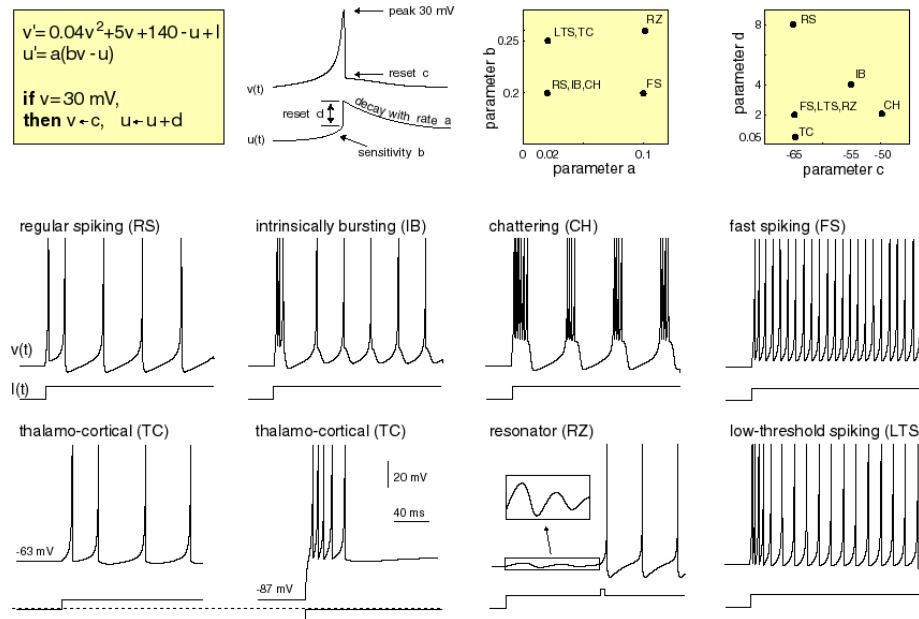 v'= 0.04v²+5v +140 - u + I
u'= a(bv - u)
if v= 30 mV,
then v←c, u←u+d
peak 30 mV
reset c
v(t)
reset d
decay with rate a
u(t)
sensitivity b
parameter b
0.25
0.2
LTS,TC
RZ
RS,IB,CH
FS
0
0.02
0.1
parameter a
parameter d
8
4
2
0.05
RS
IB
FS,LTS,RZ
CH
TC
-65
-55
-50
parameter c
regular spiking (RS)
intrinsically bursting (IB)
chattering (CH)
fast spiking (FS)
v(t)
I(t)
thalamo-cortical (TC)
thalamo-cortical (TC)
resonator (RZ)
low-threshold spiking (LTS
20 mV
40 ms
-63 mV
-87 mV